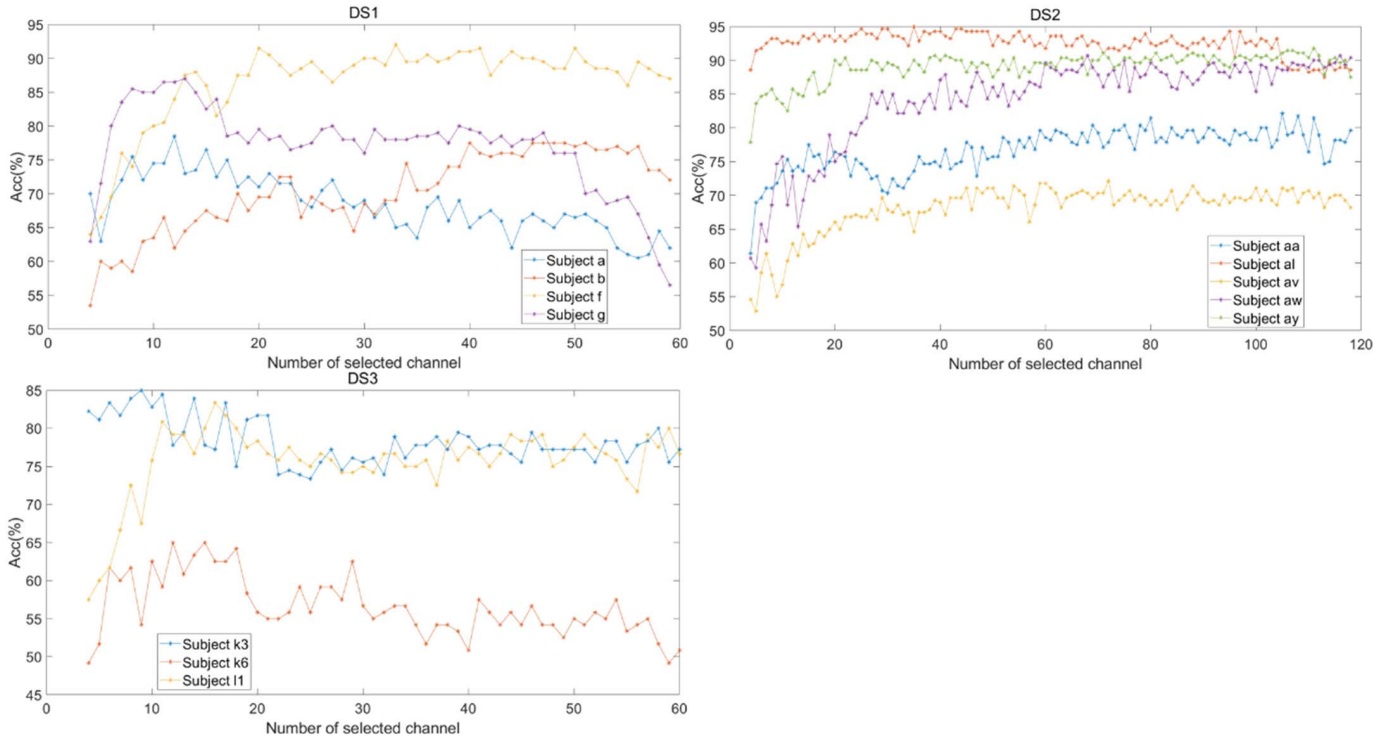 DS1
95
90
85
80
75
70
65
60
55
50
Acc(%)
0
10
20
30
40
50
60
Number of selected channel
Subject a
Subject b
Subject f
Subject g
DS2
95
90
85
80
75
70
65
60
55
50
Acc(%)
0
20
40
60
80
100
120
Number of selected channel
Subject aa
Subject al
Subject av
Subject aw
Subject ay
DS3
85
80
75
70
65
60
55
50
45
Acc(%)
0
10
20
30
40
50
60
Number of selected channel
Subject k3
Subject k6
Subject l1